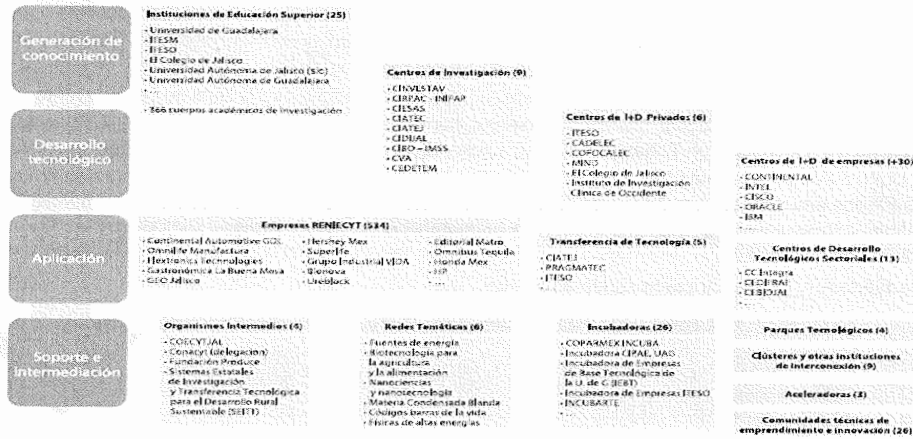 Generación de
conocimiento
Instituciones de Educación Superior (25)
- Universidad de Guadalajara
- ITESM
- ITESO
- El Colegio de Jalisco
- Universidad Autónoma de Jalisco (SIC)
- Universidad Autónoma de Guadalajara
- ...
- 366 cuerpos académicos de investigación
Centros de Investigación (9)
- CINVESTAV
- CIRPAC - INIFAP
- CIESAS
- CIATEC
- CIATEJ
- CIDIJAL
- CIBO – IMSS
- CVA
- CEDETEM
Desarrollo
tecnológico
Centros de I+D Privados (6)
- ITESO
- CADELEC
- COFOCALEC
- MIND
- El Colegio de Jalisco
- Instituto de Investigación
Clínica de Occidente
Centros de I+D de empresas (+30)
- CONTINENTAL
- INTEL
- CISCO
- ORACLE
- IBM
...
Aplicación
Empresas RENIECYT (534)
- Continental Automotive GDL
- Omnilife Manufactura
- Flextronics Technologies
- Gastronómica La Buena Mesa
- GEO Jalisco
- Hershey Mex
- Superlife
- Grupo Industrial VIDA
- Bionova
- Ureblock
- Editorial Matro
- Omnibus Tequila
- Honda Mex
- HP
...
Transferencia de Tecnología (5)
- CIATEJ
- PRAGMATEC
- ITESO
Centros de Desarrollo
Tecnológicos Sectoriales (13)
- CC Integra
- CEDIJAL
...
Soporte e
intermediación
Organismos Intermedios (4)
- COECYTJAL
- Conacyt (delegación)
- Fundación Produce
- Sistemas Estatales
de Investigación
y Transferencia Tecnológica
para el Desarrollo Rural
Sustentable (SEITT)
Redes Temáticas (6)
- Fuentes de energía
- Biotecnología para
la agricultura
y la alimentación
- Nanociencias
y nanotecnología
- Materia Condensada Blanda
- Códigos barras de la vida
- Físicas de altas energías
Incubadoras (26)
- COPARMEX INCUBA
- Incubadora CIPAE, UAG
- Incubadora de Empresas
de Base Tecnológica de
la U. de G (IEBT)
- Incubadora de Empresas ITESO
- INCUBARTE
Parques Tecnológicos (4)
Clústeres y otras instituciones
de interconexión (9)
Aceleradoras (3)
Comunidades técnicas de
emprendimiento e innovación (26)